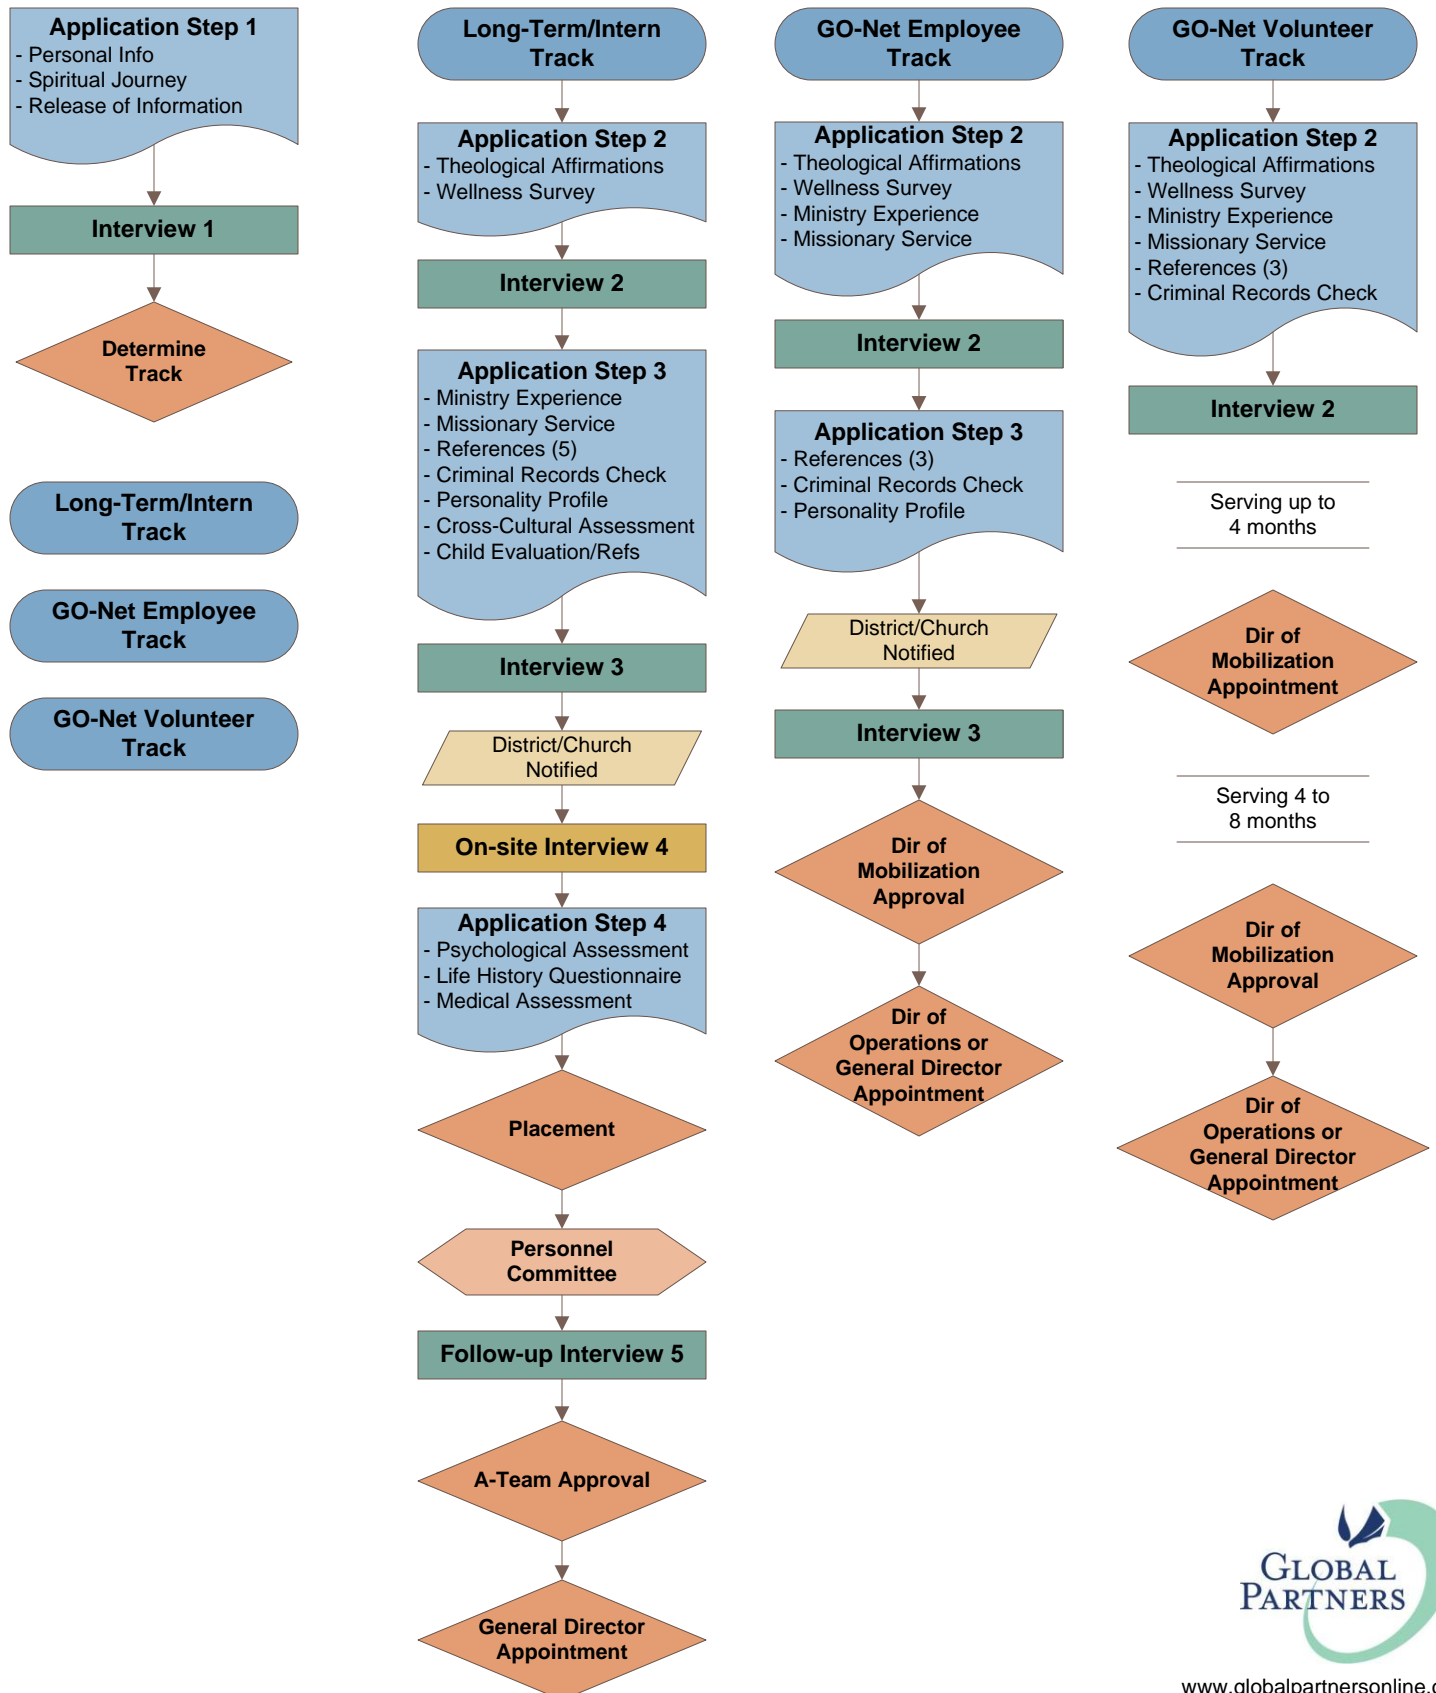 Application Step 1
- Personal Info
- Spiritual Journey
- Release of Information
Interview 1
Determine
Track
Long-Term/Intern
Track
GO-Net Employee
Track
GO-Net Volunteer
Track
Long-Term/Intern
Track
Application Step 2
- Theological Affirmations
- Wellness Survey
Interview 2
Application Step 3
- Ministry Experience
- Missionary Service
- References (5)
- Criminal Records Check
- Personality Profile
- Cross-Cultural Assessment
- Child Evaluation/Refs
Interview 3
District/Church
Notified
On-site Interview 4
Application Step 4
- Psychological Assessment
- Life History Questionnaire
- Medical Assessment
Placement
Personnel
Committee
Follow-up Interview 5
A-Team Approval
General Director
Appointment
GO-Net Employee
Track
Application Step 2
- Theological Affirmations
- Wellness Survey
- Ministry Experience
- Missionary Service
Interview 2
Application Step 3
- References (3)
- Criminal Records Check
- Personality Profile
District/Church
Notified
Interview 3
Dir of
Mobilization
Approval
Dir of
Operations or
General Director
Appointment
GO-Net Volunteer
Track
Application Step 2
- Theological Affirmations
- Wellness Survey
- Ministry Experience
- Missionary Service
- References (3)
- Criminal Records Check
Interview 2
Serving up to
4 months
Dir of
Mobilization
Appointment
Serving 4 to
8 months
Dir of
Mobilization
Approval
Dir of
Operations or
General Director
Appointment
GLOBAL
PARTNERS
www.globalpartnersonline.